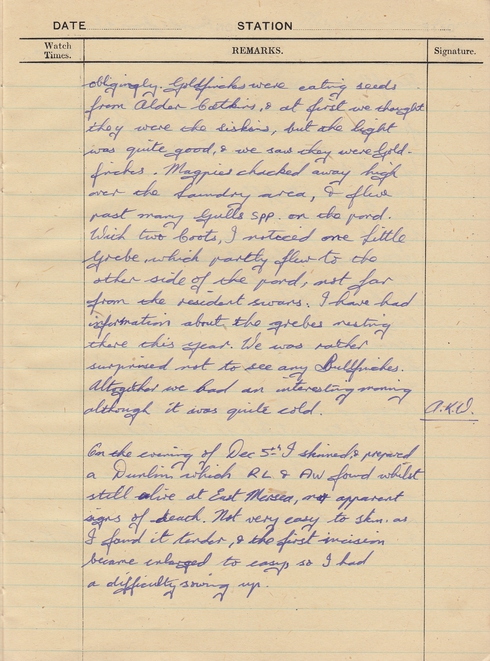 DATE STATION
Watch Times. REMARKS. Signature.
obligingly. Goldfinches were eating seeds
from Alder Catkins, & at first we thought
they were the siskins, but the light
was quite good, & we saw they were Gold-
finches. Magpies chacked away high
over the laundry area, & flew
past many Gulls SPP. on the pond.
With two Coots, I noticed one Little
Grebe, which partly flew to the
other side of the pond, not far
from the resident swans. I have had
information about the grebes nesting
there this year. We was rather
surprised not to see any Bullfinches.
Altogether we had an interesting morning
although it was quite cold.
On the evening of Dec 5th I skinned & prepared
a Dunlin which RL & AW found whilst
still alive at East Mersea, apparent
signs of death. Not very easy to skin. as
I found it tender, & the first incision
became enlarged to easy, so I had
a difficulty sowing up.